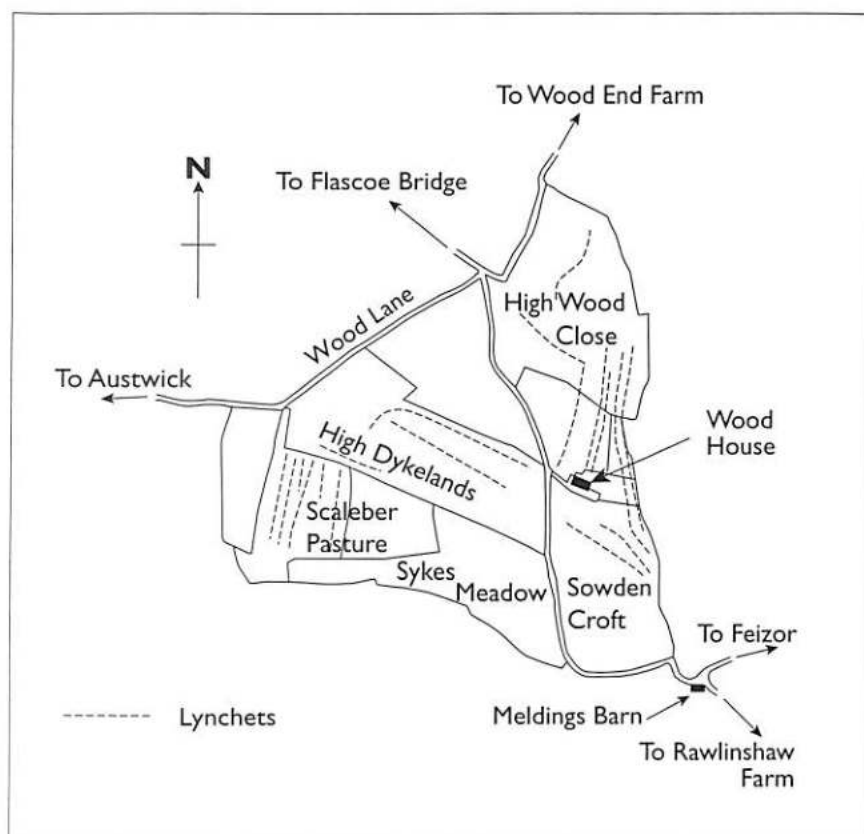 To Wood End Farm
N
To Flascoe Bridge
High Wood
Close
Wood Lane
To Austwick
Wood
House
High Dykelands
Scaleber
Pasture
Sykes
Meadow
Sowden
Croft
To Feizor
Lynchets
Meldings Barn
To Rawlinshaw
Farm